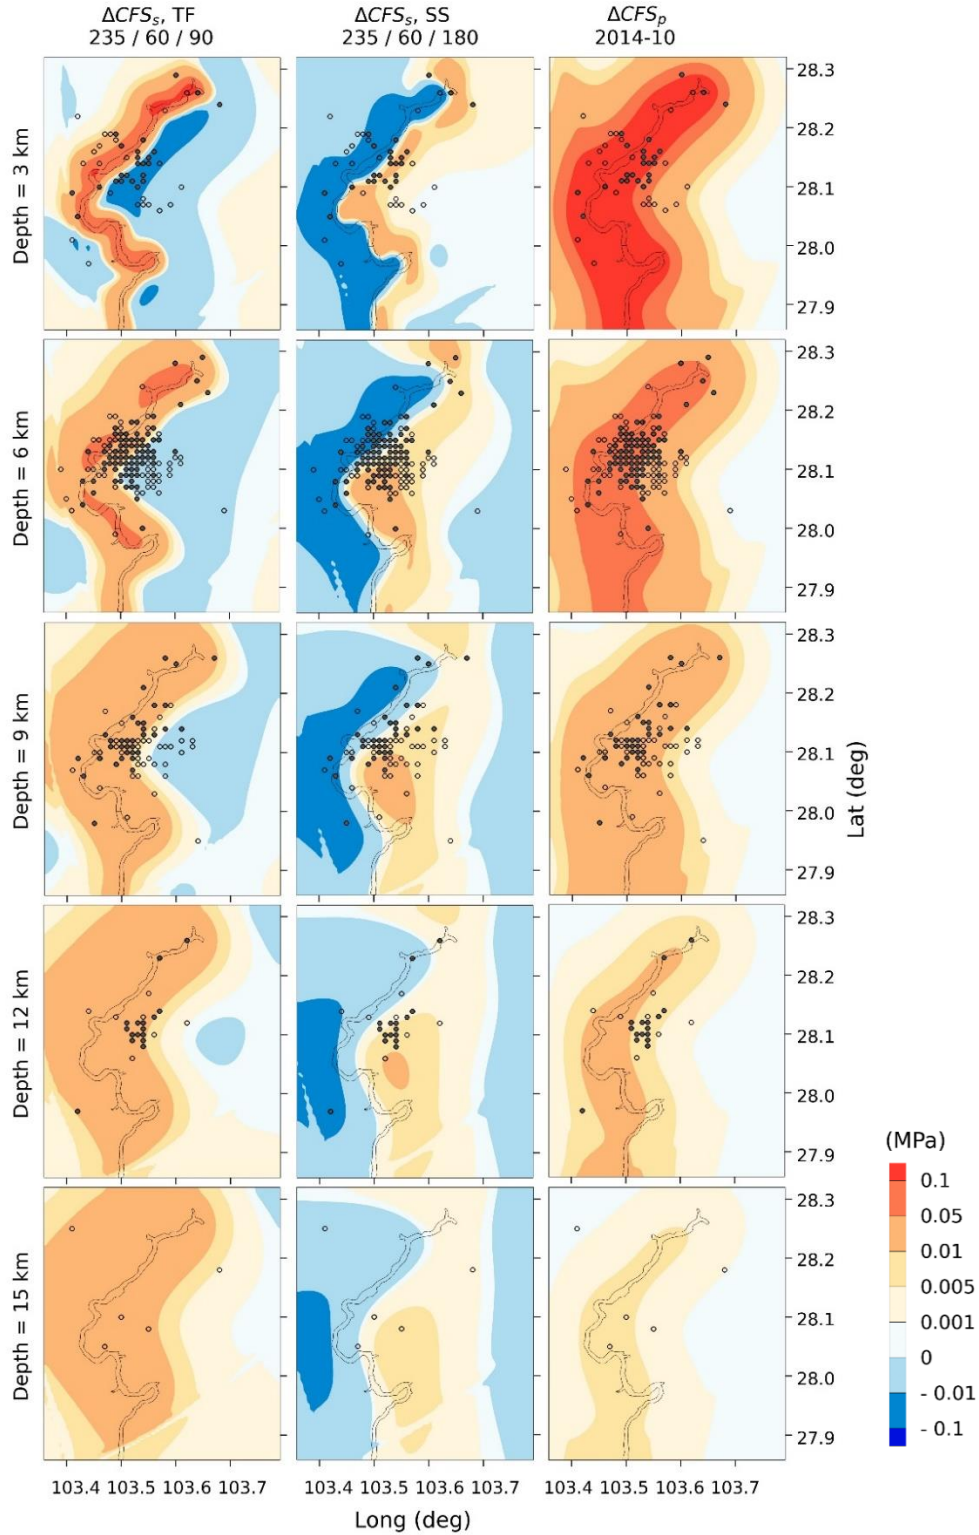 ΔCFSs, TF
235 / 60 / 90
ΔCFSs, SS
235 / 60 / 180
ΔCFSp
2014-10
Depth = 3 km
28.3
28.2
28.1
28.0
27.9
Depth = 6 km
28.3
28.2
28.1
28.0
27.9
Depth = 9 km
28.3
28.2
28.1
28.0
27.9
Lat (deg)
Depth = 12 km
28.3
28.2
28.1
28.0
27.9
Depth = 15 km
28.3
28.2
28.1
28.0
27.9
103.4 103.5 103.6 103.7
103.4 103.5 103.6 103.7
103.4 103.5 103.6 103.7
Long (deg)
(MPa)
0.1
0.05
0.01
0.005
0.001
0
- 0.01
- 0.1